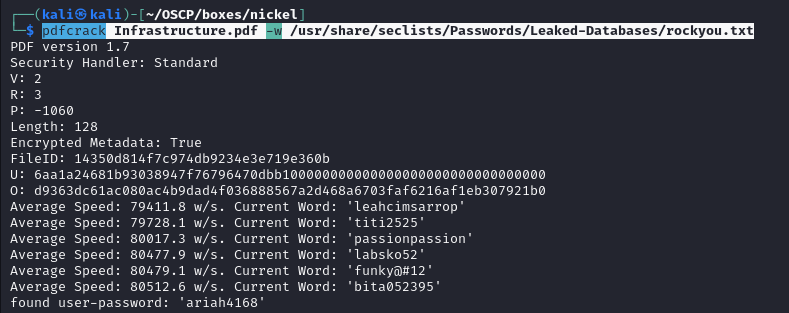 ┌──(kali㉿kali)-[~/OSCP/boxes/nickel]
└─$ pdfcrack Infrastructure.pdf -w /usr/share/seclists/Passwords/Leaked-Databases/rockyou.txt
PDF version 1.7
Security Handler: Standard
V: 2
R: 3
P: -1060
Length: 128
Encrypted Metadata: True
FileID: 14350d814f7c974db9234e3e719e360b
U: 6aa1a24681b93038947f76796470dbb100000000000000000000000000000000
O: d9363dc61ac080ac4b9dad4f036888567a2d468a6703faf6216af1eb307921b0
Average Speed: 79411.8 w/s. Current Word: 'leahcimsarrop'
Average Speed: 79728.1 w/s. Current Word: 'titi2525'
Average Speed: 80017.3 w/s. Current Word: 'passionpassion'
Average Speed: 80477.9 w/s. Current Word: 'labsko52'
Average Speed: 80479.1 w/s. Current Word: 'funky@#12'
Average Speed: 80512.6 w/s. Current Word: 'bita052395'
found user-password: 'ariah4168'